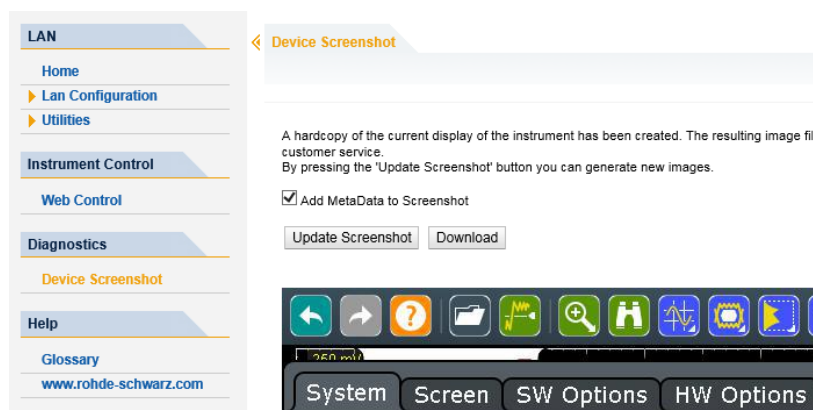 LAN
Home
Lan Configuration
Utilities
Instrument Control
Web Control
Diagnostics
Device Screenshot
Help
Glossary
www.rohde-schwarz.com
Device Screenshot
A hardcopy of the current display of the instrument has been created. The resulting image fil
customer service.
By pressing the 'Update Screenshot' button you can generate new images.
Add MetaData to Screenshot
Update Screenshot Download
System Screen SW Options HW Options